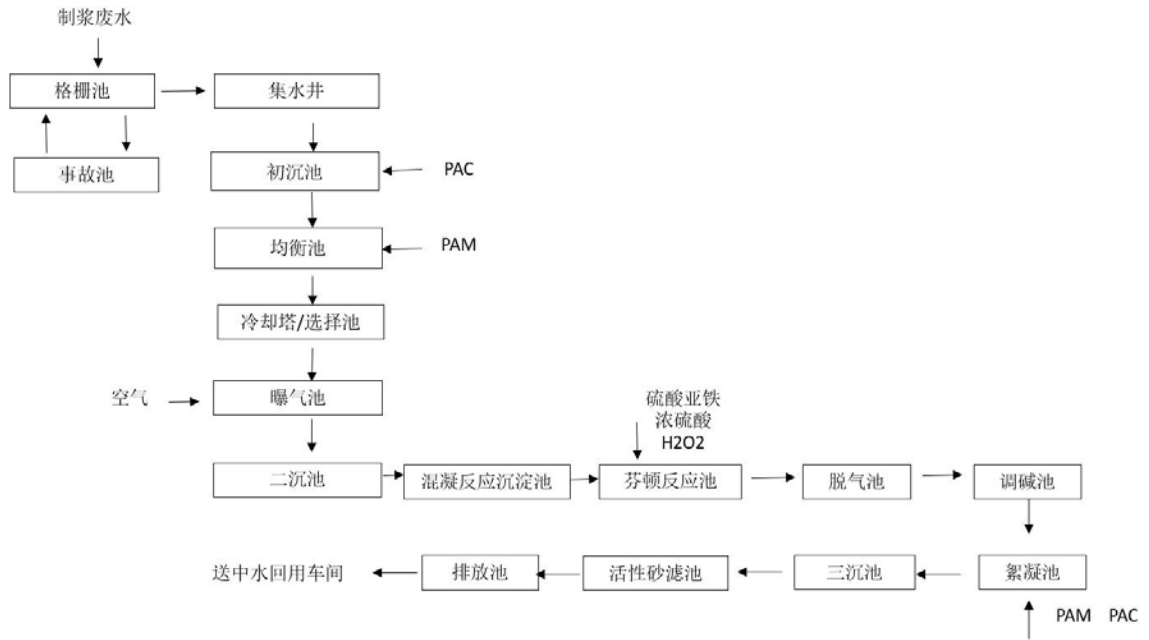 制浆废水
格栅池
集水井
事故池
初沉池
PAC
均衡池
PAM
冷却塔/选择池
空气
曝气池
硫酸亚铁
浓硫酸
H2O2
二沉池
混凝反应沉淀池
芬顿反应池
脱气池
调碱池
送中水回用车间
排放池
活性砂滤池
三沉池
絮凝池
PAM PAC